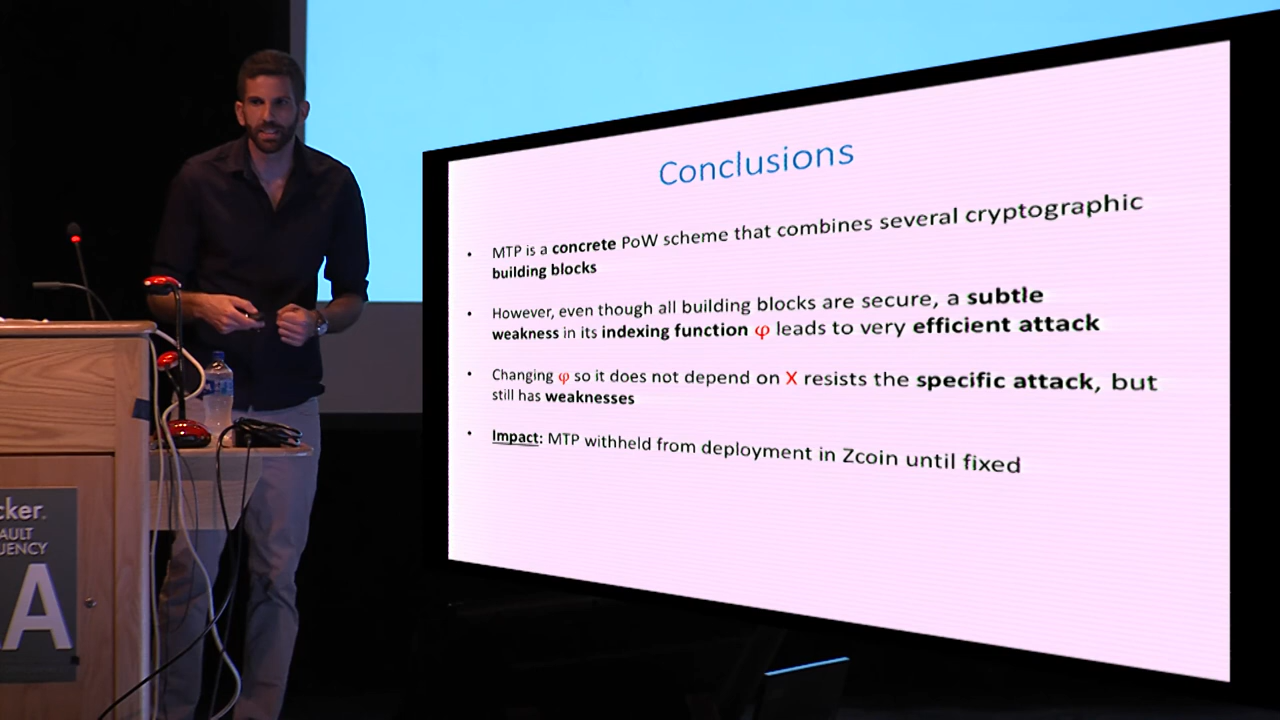 Conclusions
• MTP is a concrete PoW scheme that combines several cryptographic
building blocks
• However, even though all building blocks are secure, a subtle
weakness in its indexing function φ leads to very efficient attack
• Changing φ so it does not depend on X resists the specific attack, but
still has weaknesses
• Impact: MTP withheld from deployment in Zcoin until fixed
cker.
AULT
UENCY
A